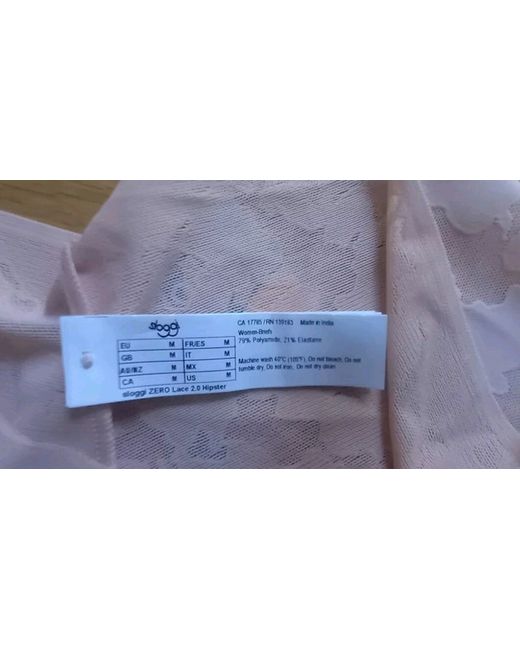 sloggi
EU M FR/ES M
GB M IT M
AU/NZ M MX M
CA M US M
sloggi ZERO Lace 2.0 Hipster
CA 17795 / RN 139183 Made in India
Women-Briefs
79% Polyamide, 21% Elastane
Machine wash 40°C (105°F), Do not bleach, Do not
tumble dry, Do not iron, Do not dry clean